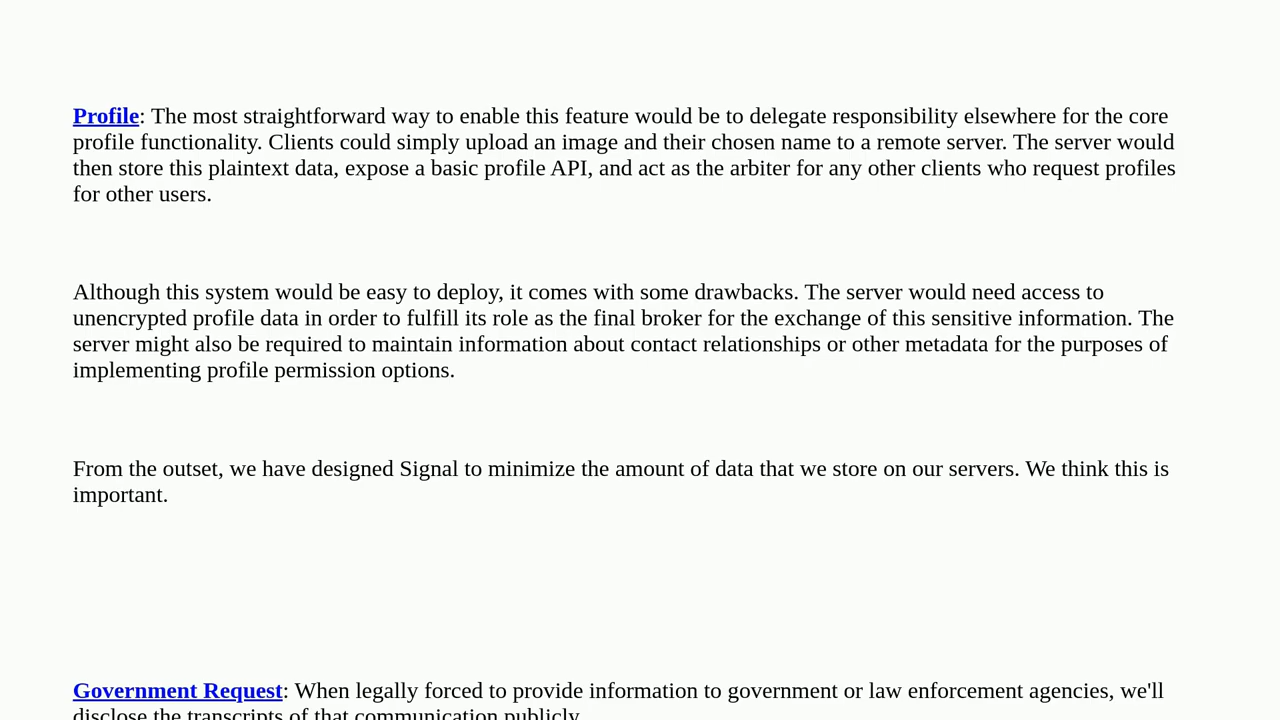 Profile: The most straightforward way to enable this feature would be to delegate responsibility elsewhere for the core
profile functionality. Clients could simply upload an image and their chosen name to a remote server. The server would
then store this plaintext data, expose a basic profile API, and act as the arbiter for any other clients who request profiles
for other users.
Although this system would be easy to deploy, it comes with some drawbacks. The server would need access to
unencrypted profile data in order to fulfill its role as the final broker for the exchange of this sensitive information. The
server might also be required to maintain information about contact relationships or other metadata for the purposes of
implementing profile permission options.
From the outset, we have designed Signal to minimize the amount of data that we store on our servers. We think this is
important.
Government Request: When legally forced to provide information to government or law enforcement agencies, we'll
disclose the transcripts of that communication publicly.